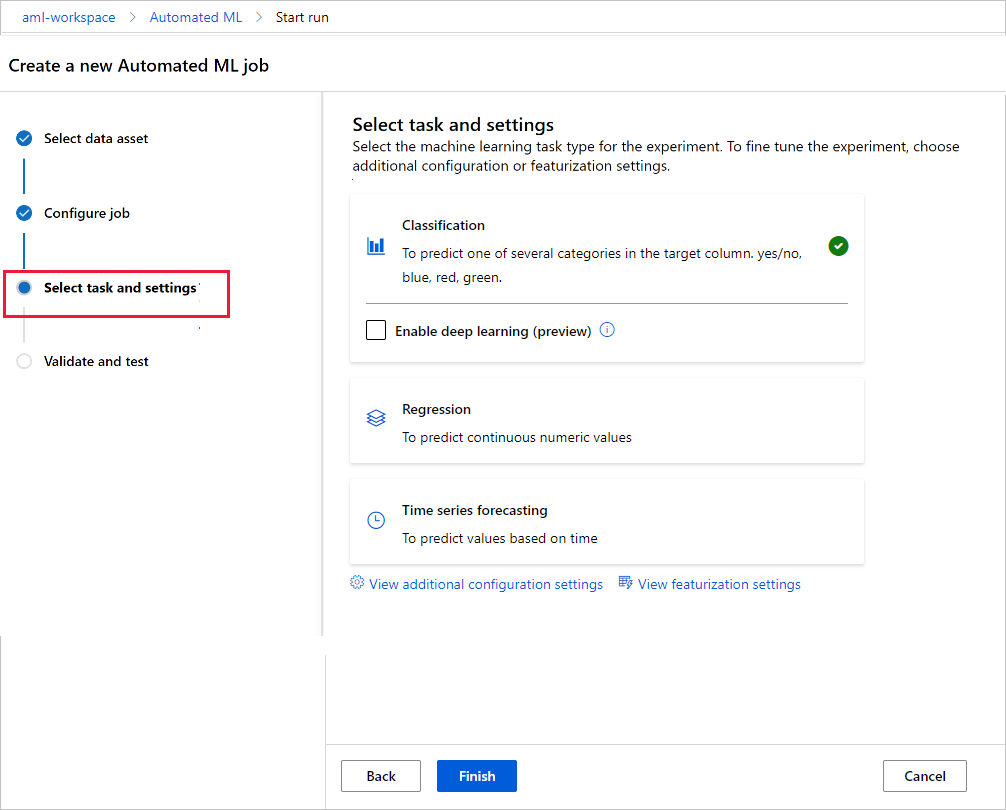 aml-workspace > Automated ML > Start run
Create a new Automated ML job
Select data asset
Configure job
Select task and settings
Validate and test
Select task and settings
Select the machine learning task type for the experiment. To fine tune the experiment, choose
additional configuration or featurization settings.
Classification
To predict one of several categories in the target column. yes/no,
blue, red, green.
Enable deep learning (preview)
Regression
To predict continuous numeric values
Time series forecasting
To predict values based on time
View additional configuration settings View featurization settings
Back Finish Cancel